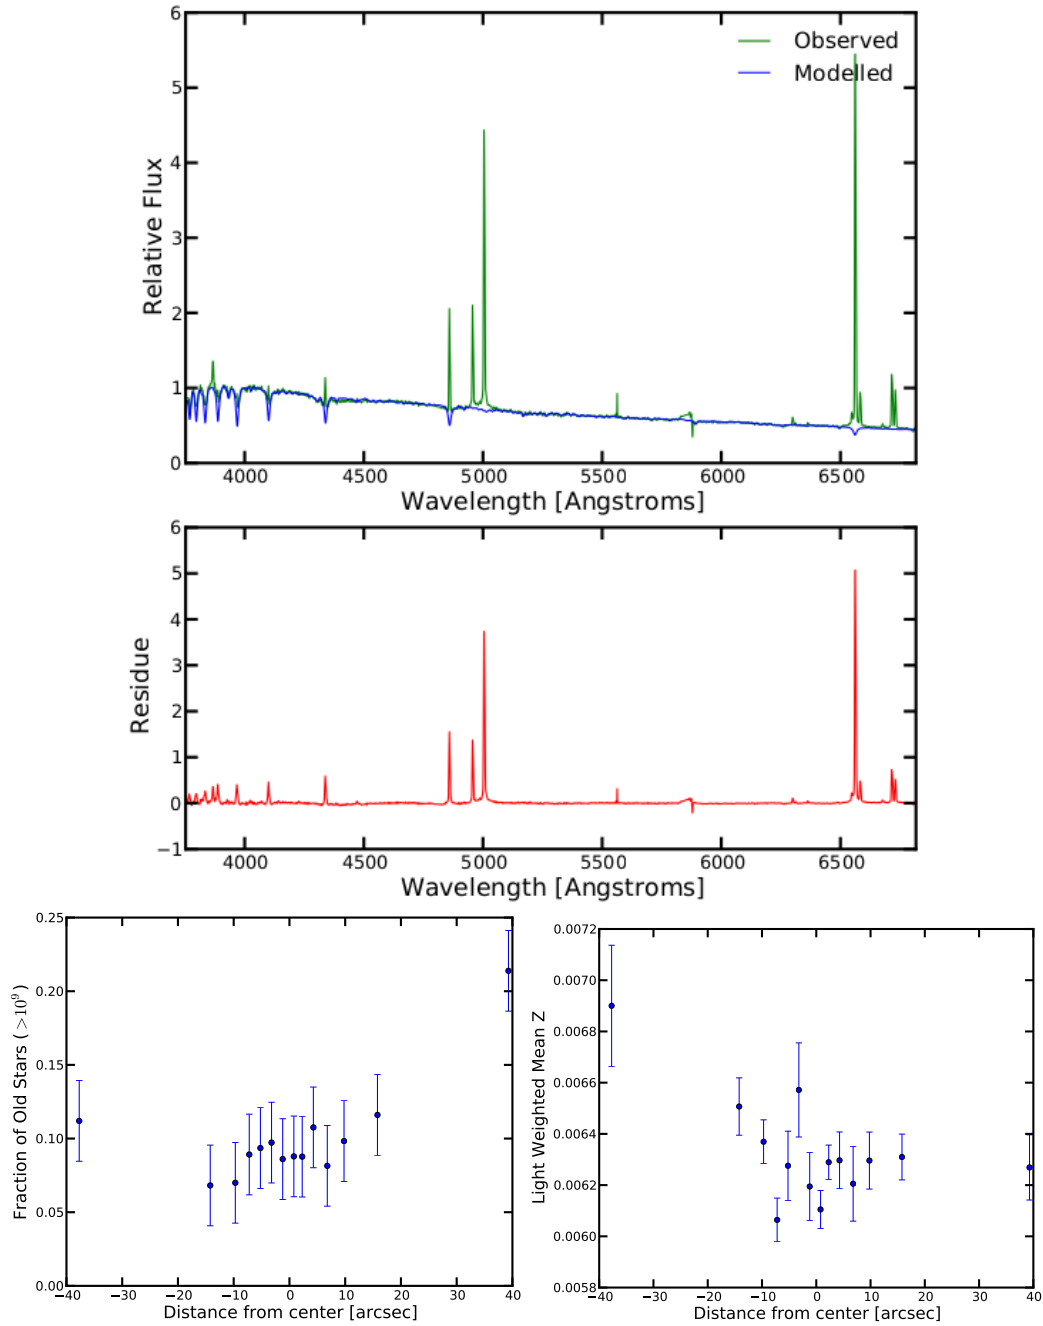 6
5
4
3
2
1
0
Relative Flux
Observed
Modelled
4000 4500 5000 5500 6000 6500
Wavelength [Angstroms]
6
5
4
3
2
1
0
−1
Residue
4000 4500 5000 5500 6000 6500
Wavelength [Angstroms]
0.25
0.20
0.15
0.10
0.05
0.00
Fraction of Old Stars (>10⁹)
−40 −30 −20 −10 0 10 20 30 40
Distance from center [arcsec]
0.0072
0.0070
0.0068
0.0066
0.0064
0.0062
0.0060
0.0058
Light Weighted Mean Z
−40 −30 −20 −10 0 10 20 30 40
Distance from center [arcsec]